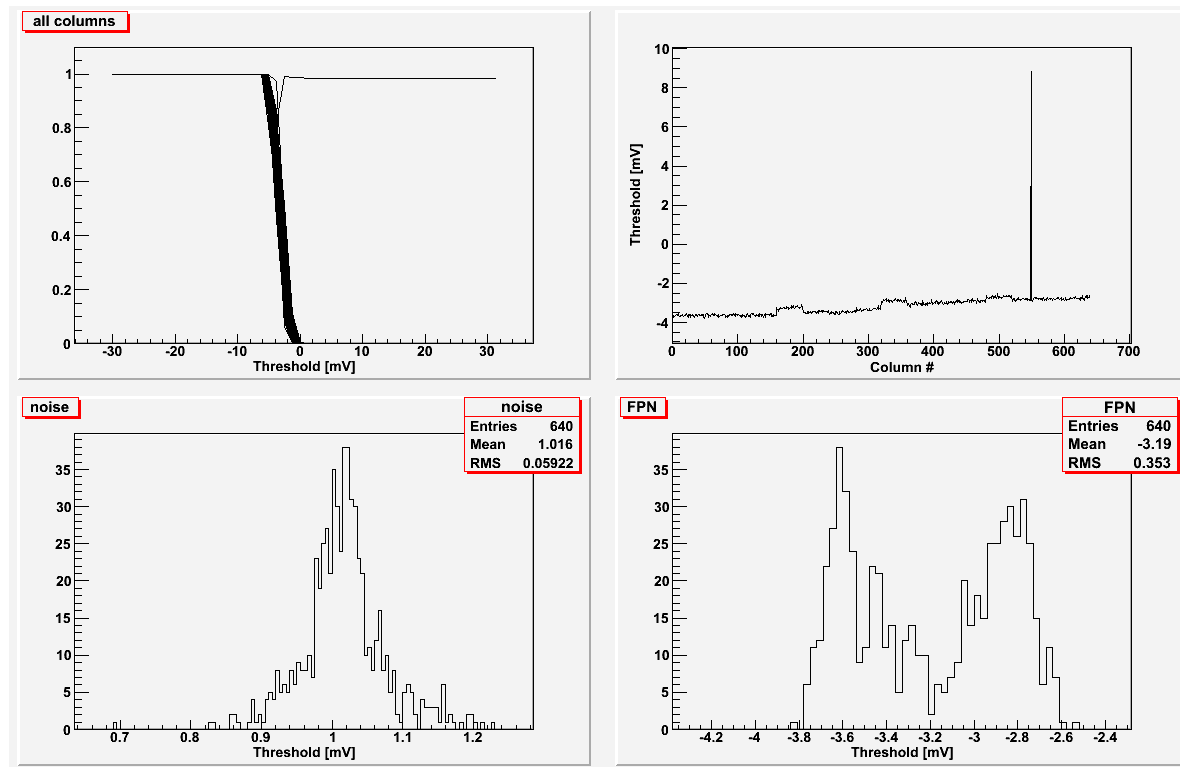 all columns
1
0.8
0.6
0.4
0.2
0
-30 -20 -10 0 10 20 30
Threshold [mV]
10
8
6
4
2
0
-2
-4
Threshold [mV]
0 100 200 300 400 500 600 700
Column #
noise
noise
Entries 640
Mean 1.016
RMS 0.05922
35
30
25
20
15
10
5
0
0.7 0.8 0.9 1 1.1 1.2
Threshold [mV]
FPN
FPN
Entries 640
Mean -3.19
RMS 0.353
35
30
25
20
15
10
5
0
-4.2 -4 -3.8 -3.6 -3.4 -3.2 -3 -2.8 -2.6 -2.4
Threshold [mV]